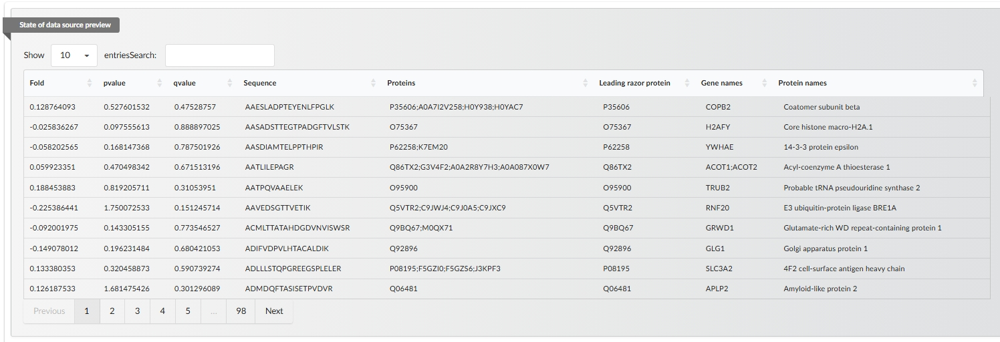 State of data source preview
Show 10 entriesSearch:
Fold pvalue qvalue Sequence Proteins Leading razor protein Gene names Protein names
0.128764093 0.527601532 0.47528757 AAESLADPTEYENLFPGLK P35606;A0A7I2V258;H0Y938;H0YAC7 P35606 COPB2 Coatomer subunit beta
-0.025836267 0.097555613 0.888897025 AASADSTTEGTPADGFTVLSTK O75367 O75367 H2AFY Core histone macro-H2A.1
-0.058202565 0.168147368 0.787501926 AASDIAMTELPPTHPIR P62258;K7EM20 P62258 YWHAE 14-3-3 protein epsilon
0.059923351 0.470498342 0.671513196 AATLILEPAGR Q86TX2;G3V4F2;A0A2R8Y7H3;A0A087X0W7 Q86TX2 ACOT1;ACOT2 Acyl-coenzyme A thioesterase 1
0.188453883 0.819205711 0.31053951 AATPQVAAELEK O95900 O95900 TRUB2 Probable tRNA pseudouridine synthase 2
-0.225386441 1.750072533 0.151245714 AAVEDSGTTVETIK Q5VTR2;C9JWJ4;C9J0A5;C9JXC9 Q5VTR2 RNF20 E3 ubiquitin-protein ligase BRE1A
-0.092001975 0.143305155 0.773546527 ACMLTTATAHDGDVNVISWSR Q9BQ67;M0QX71 Q9BQ67 GRWD1 Glutamate-rich WD repeat-containing protein 1
-0.149078012 0.196231484 0.680421053 ADIFVDPVLHTACALDIK Q92896 Q92896 GLG1 Golgi apparatus protein 1
0.133380353 0.320458873 0.590739274 ADLLLSTQPGREEGSPLELER P08195;F5GZI0;F5GZS6;J3KPF3 P08195 SLC3A2 4F2 cell-surface antigen heavy chain
0.126187533 1.681475426 0.301296089 ADMDQFTASISETPVDVR Q06481 Q06481 APLP2 Amyloid-like protein 2
Previous 1 2 3 4 5 ... 98 Next